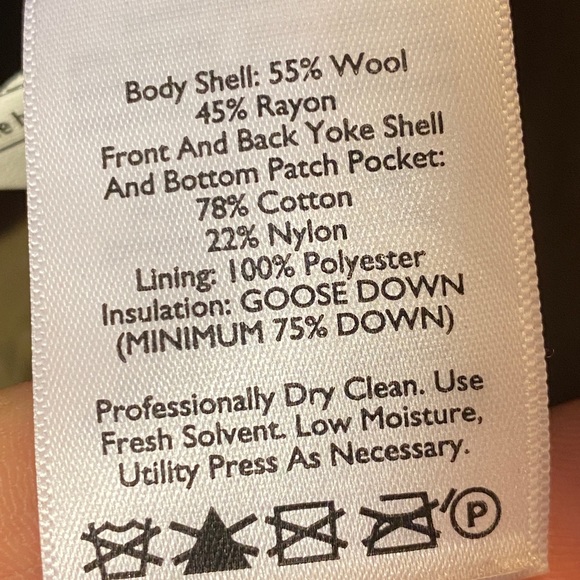 Body Shell: 55% Wool
45% Rayon
Front And Back Yoke Shell
And Bottom Patch Pocket:
78% Cotton
22% Nylon
Lining: 100% Polyester
Insulation: GOOSE DOWN
(MINIMUM 75% DOWN)
Professionally Dry Clean. Use
Fresh Solvent. Low Moisture,
Utility Press As Necessary.
P